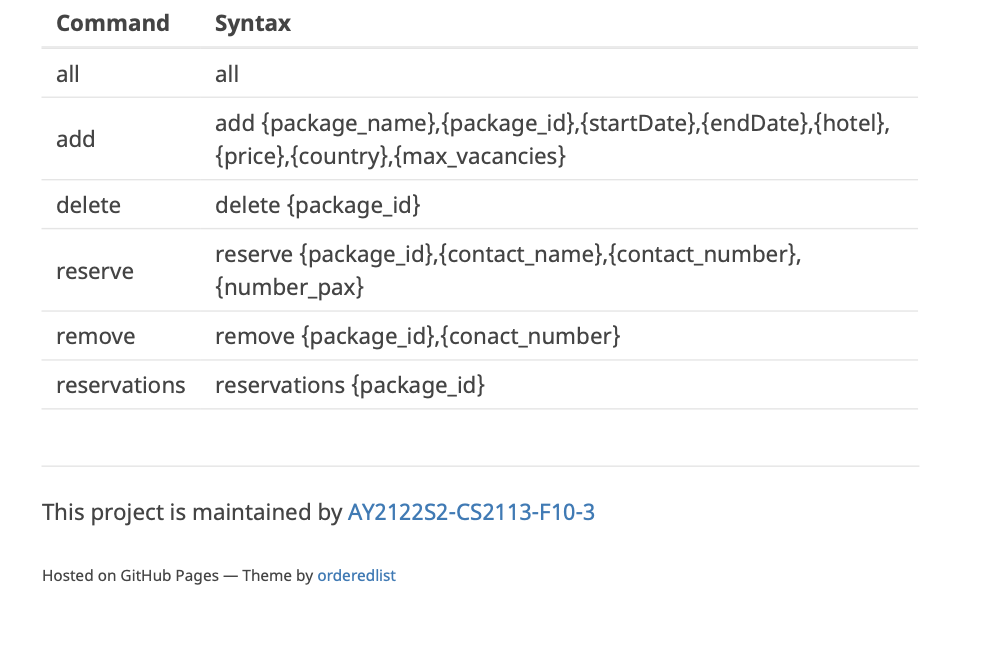 Command Syntax
all all
add add {package_name},{package_id},{startDate},{endDate},{hotel},
{price},{country},{max_vacancies}
delete delete {package_id}
reserve reserve {package_id},{contact_name},{contact_number},
{number_pax}
remove remove {package_id},{conact_number}
reservations reservations {package_id}
This project is maintained by AY2122S2-CS2113-F10-3
Hosted on GitHub Pages — Theme by orderedlist